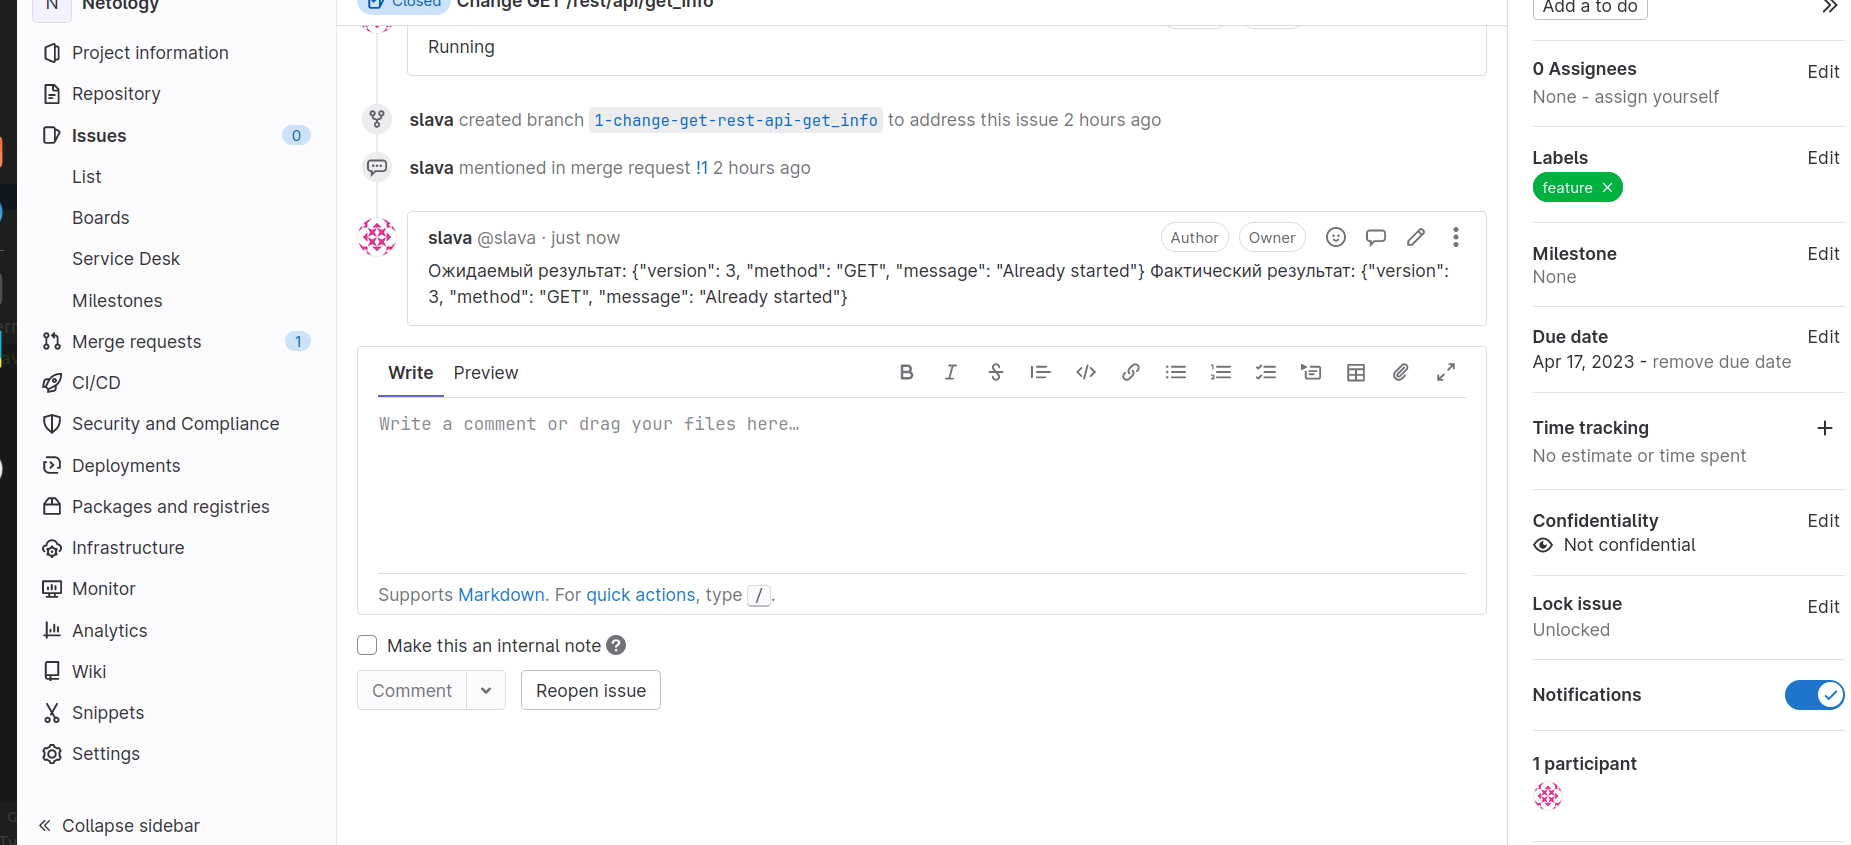 N Netology
Project information
Repository
Issues 0
List
Boards
Service Desk
Milestones
Merge requests 1
CI/CD
Security and Compliance
Deployments
Packages and registries
Infrastructure
Monitor
Analytics
Wiki
Snippets
Settings
Collapse sidebar
Closed Change GET /rest/api/get_info
Running
slava created branch 1-change-get-rest-api-get_info to address this issue 2 hours ago
slava mentioned in merge request !1 2 hours ago
slava @slava · just now Author Owner
Ожидаемый результат: {"version": 3, "method": "GET", "message": "Already started"} Фактический результат: {"version":
3, "method": "GET", "message": "Already started"}
Write Preview
Write a comment or drag your files here…
Supports Markdown. For quick actions, type /.
Make this an internal note
Comment Reopen issue
Add a to do
0 Assignees Edit
None - assign yourself
Labels Edit
feature
Milestone Edit
None
Due date Edit
Apr 17, 2023 - remove due date
Time tracking
No estimate or time spent
Confidentiality Edit
Not confidential
Lock issue Edit
Unlocked
Notifications
1 participant